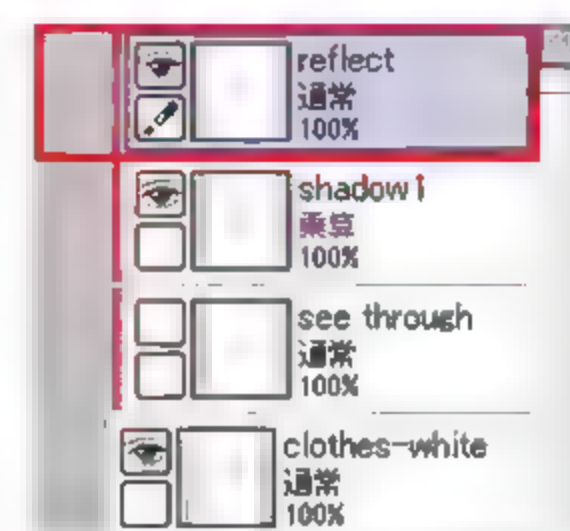 reflect
通常
100%
shadow1
乗算
100%
see through
通常
100%
clothes-white
通常
100%